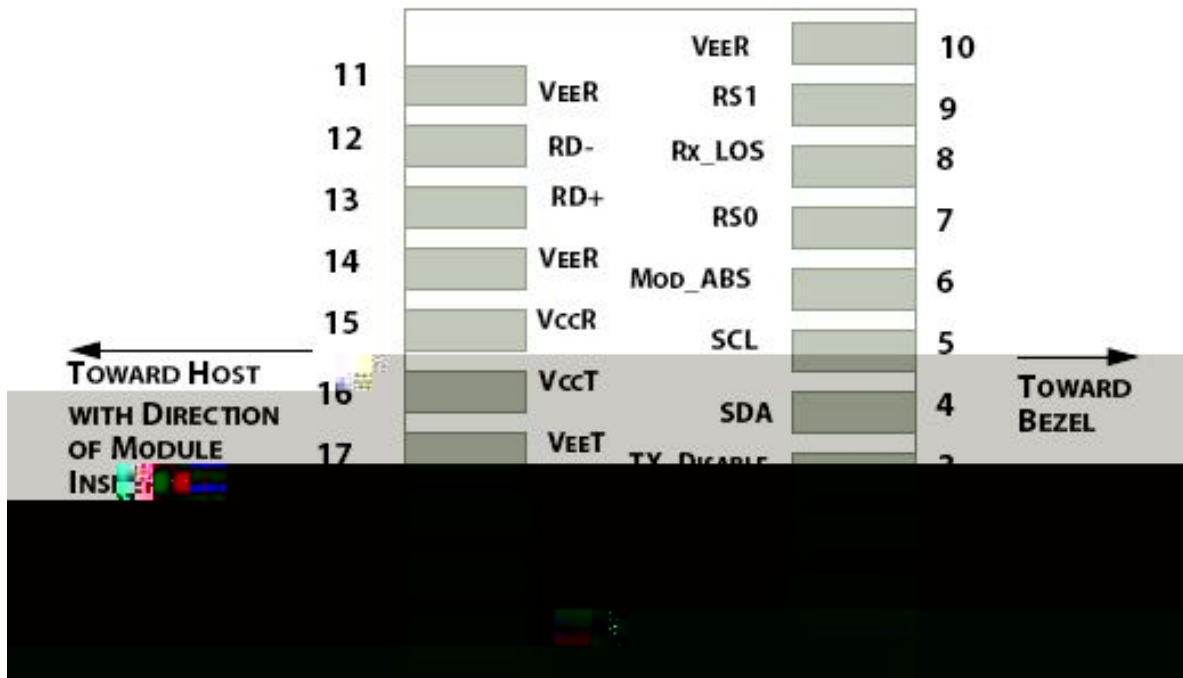 VEER 10
11 VEER
RS1 9
12 RD-
Rx_LOS 8
13 RD+
RS0 7
14 VEER
MOD_ABS 6
15 VCCR
SCL 5
TOWARD HOST
WITH DIRECTION
OF MODULE
16 VCCT
SDA 4
TOWARD
BEZEL
17 VEET
TX_DISABLE